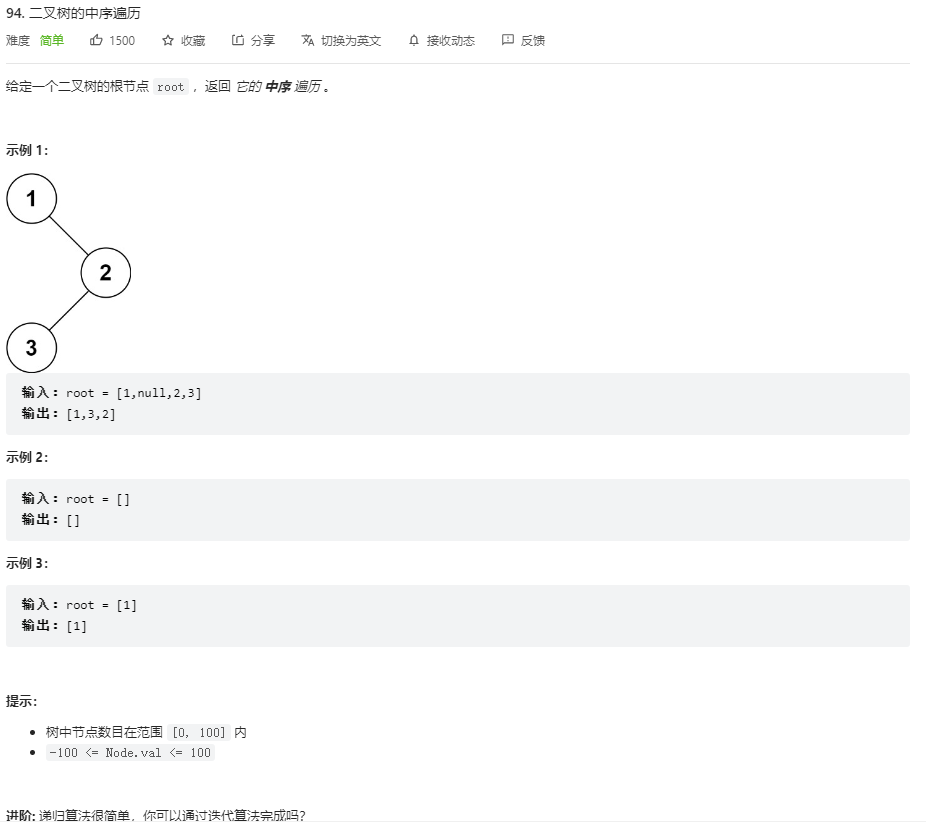 94. 二叉树的中序遍历
难度 简单 1500 收藏 分享 切换为英文 接收动态 反馈
给定一个二叉树的根节点 root ，返回 它的 中序 遍历 。
示例 1：
1
2
3
输入：root = [1,null,2,3]
输出：[1,3,2]
示例 2：
输入：root = []
输出：[]
示例 3：
输入：root = [1]
输出：[1]
提示：
树中节点数目在范围 [0, 100] 内
-100 <= Node.val <= 100
进阶: 递归算法很简单，你可以通过迭代算法完成吗？